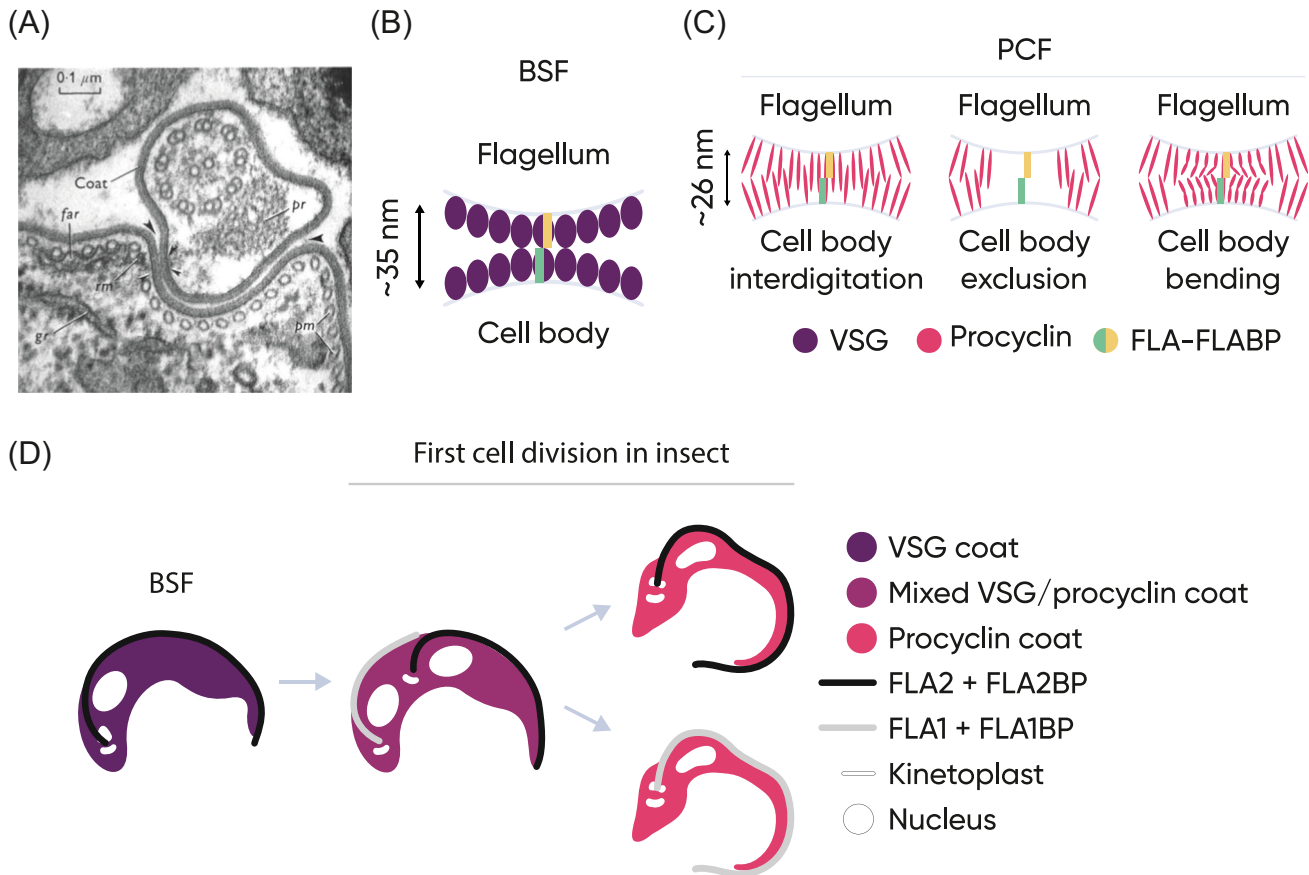 (A)
0·1 μm
Coat
pr
far
rm
gr
pm
(B)
BSF
Flagellum
~35 nm
Cell body
(C)
PCF
Flagellum
Flagellum
Flagellum
~26 nm
Cell body
interdigitation
Cell body
exclusion
Cell body
bending
VSG
Procyclin
FLA-FLABP
(D)
First cell division in insect
BSF
VSG coat
Mixed VSG/procyclin coat
Procyclin coat
FLA2 + FLA2BP
FLA1 + FLA1BP
Kinetoplast
Nucleus